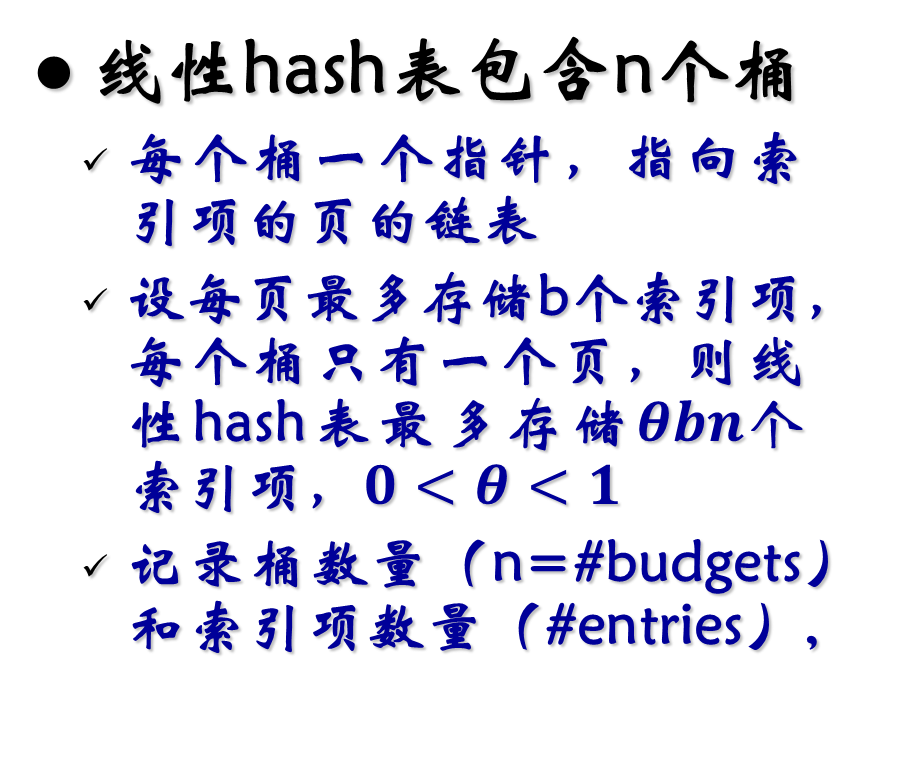 ● 线性hash表包含n个桶
✓ 每个桶一个指针，指向索
引项的页的链表
✓ 设每页最多存储b个索引项，
每个桶只有一个页，则线
性hash表最多存储θbn个
索引项，0 < θ < 1
✓ 记录桶数量（n=#budgets）
和索引项数量（#entries），